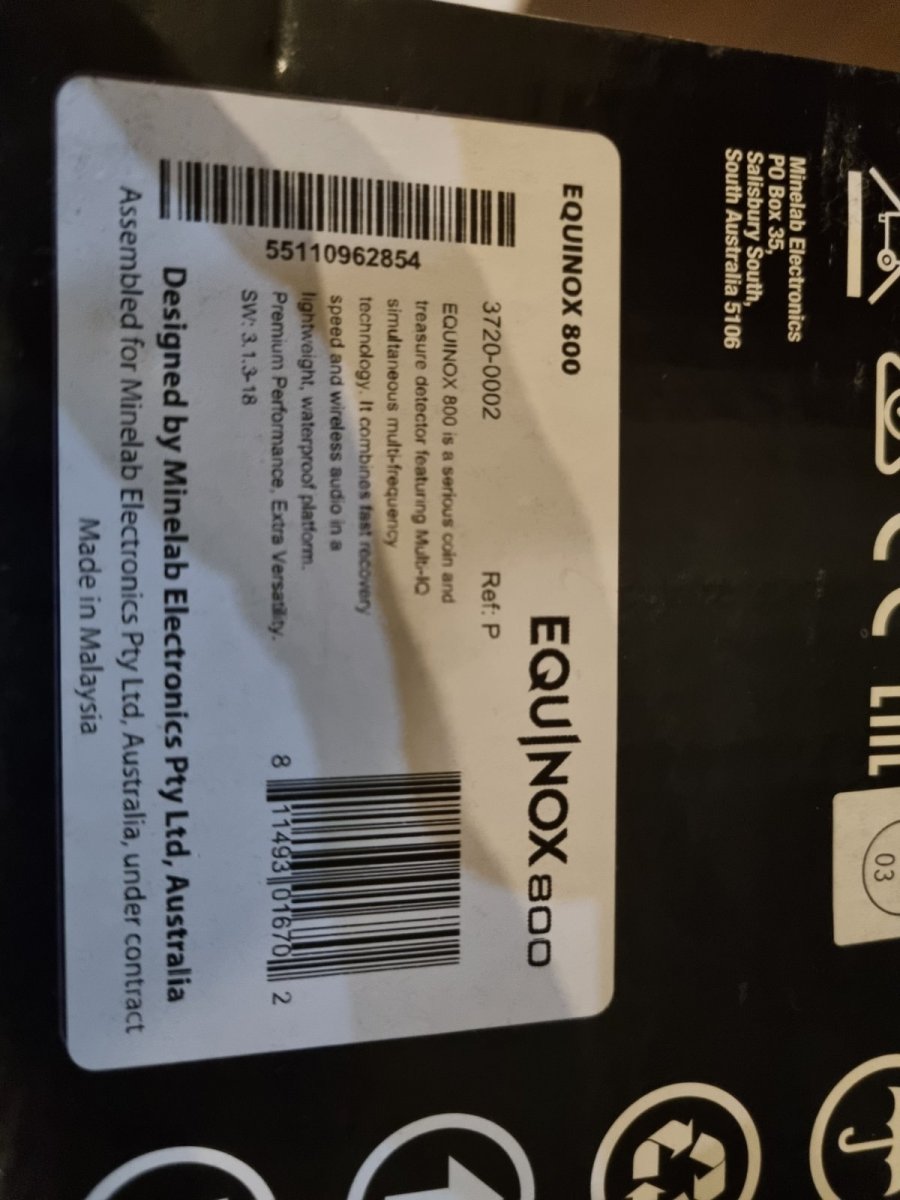 EQUINOX 800
EQUINOX 800
3720-0002
Ref: P
55110962854
EQUINOX 800 is a serious coin and
treasure detector featuring Multi-IQ
simultaneous multi-frequency
technology. It combines fast recovery
speed and wireless audio in a
lightweight, waterproof platform.
Premium Performance, Extra Versatility.
SW: 3.1.3-18
8 11493 01670 2
Designed by Minelab Electronics Pty Ltd, Australia
Assembled for Minelab Electronics Pty Ltd, Australia, under contract
Made in Malaysia
Minelab Electronics
PO Box 35,
Salisbury South,
South Australia 5106
03